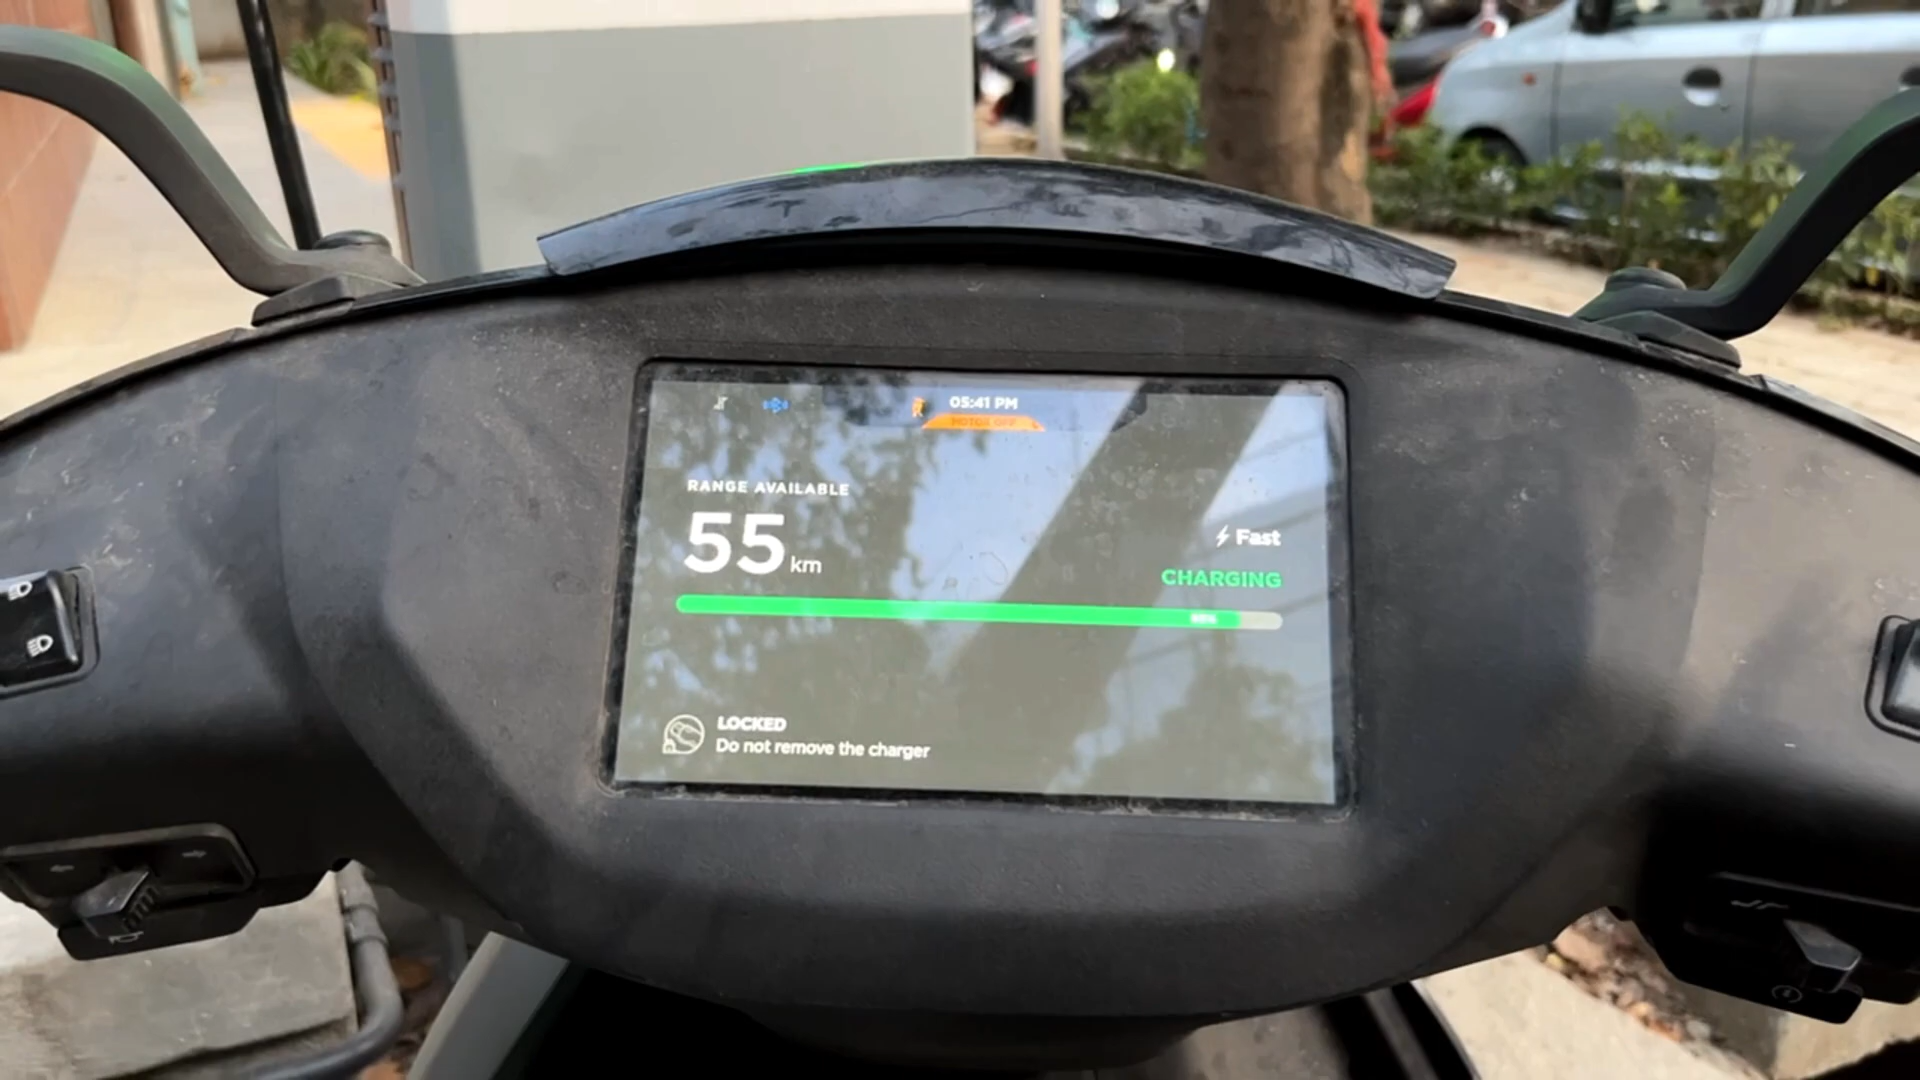 05:41 PM
MOTOR OFF
RANGE AVAILABLE
55 km
Fast
CHARGING
LOCKED
Do not remove the charger